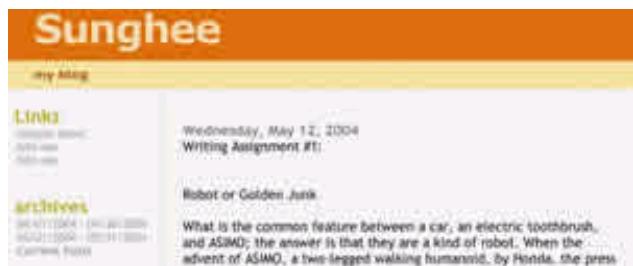 Sunghee
my blog
Links
archives
Wednesday, May 12, 2004
Writing Assignment #1:
Robot or Golden Junk
What is the common feature between a car, an electric toothbrush,
and ASIMO; the answer is that they are a kind of robot. When the
advent of ASIMO, a two-legged walking humanoid, by Honda, the press